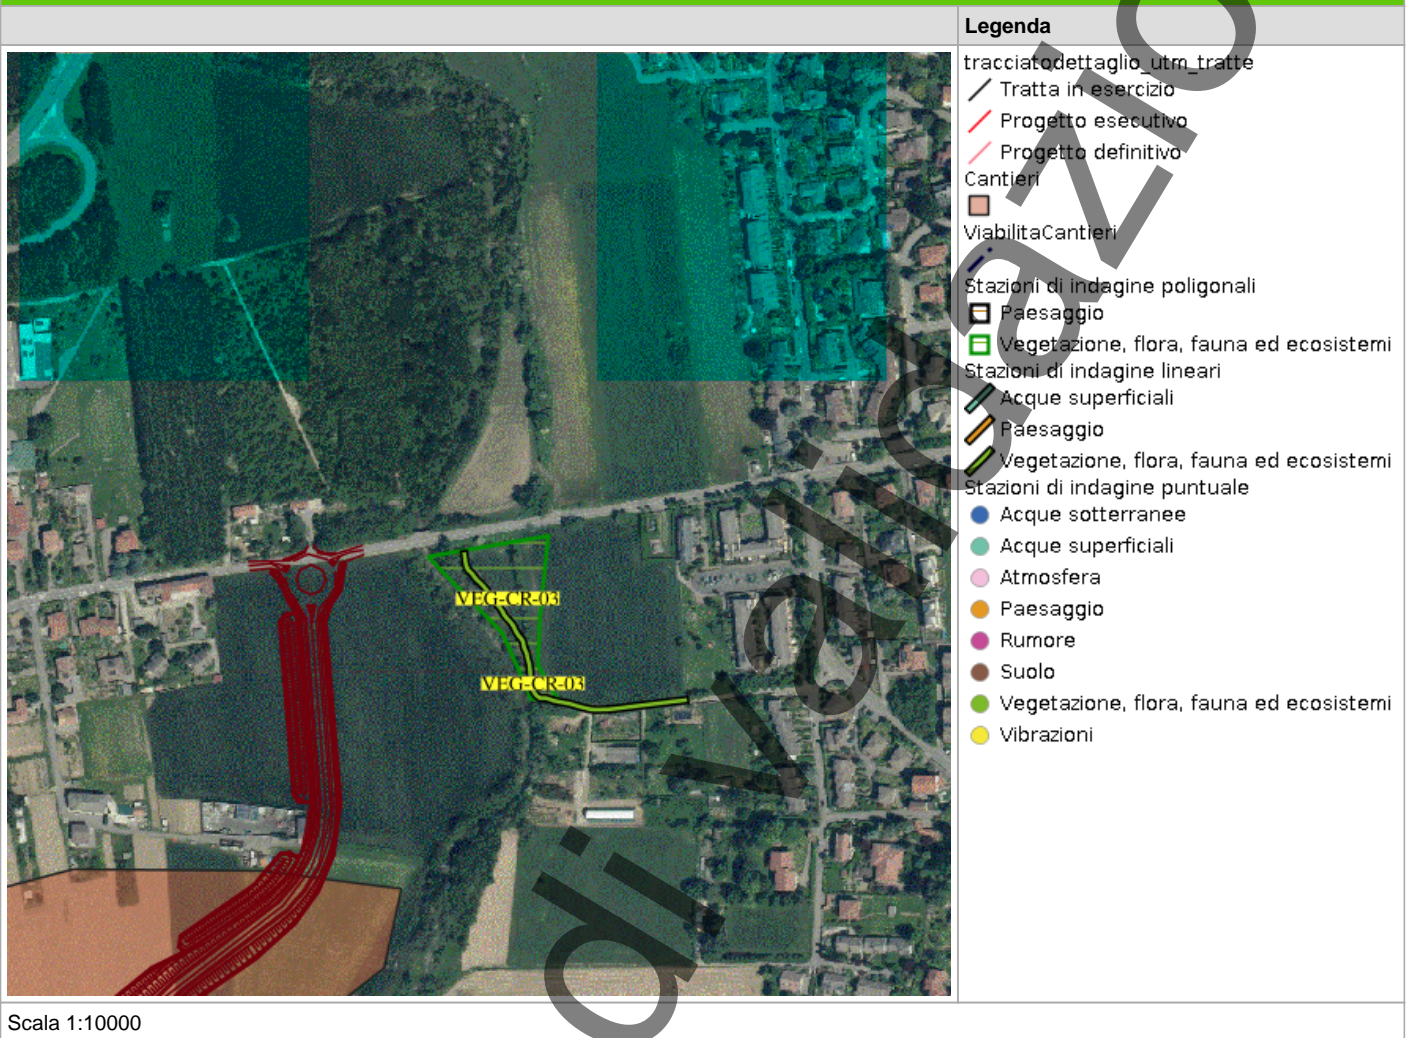 Legenda
tracciatodettaglio_utm_tratte
Tratta in esercizio
Progetto esecutivo
Progetto definitivo
Cantieri
ViabilitaCantieri
Stazioni di indagine poligonali
Paesaggio
Vegetazione, flora, fauna ed ecosistemi
Stazioni di indagine lineari
Acque superficiali
Paesaggio
Vegetazione, flora, fauna ed ecosistemi
Stazioni di indagine puntuale
Acque sotterranee
Acque superficiali
Atmosfera
Paesaggio
Rumore
Suolo
Vegetazione, flora, fauna ed ecosistemi
Vibrazioni
VEG-CR-03
VEG-CR-03
Scala 1:10000
di validazio